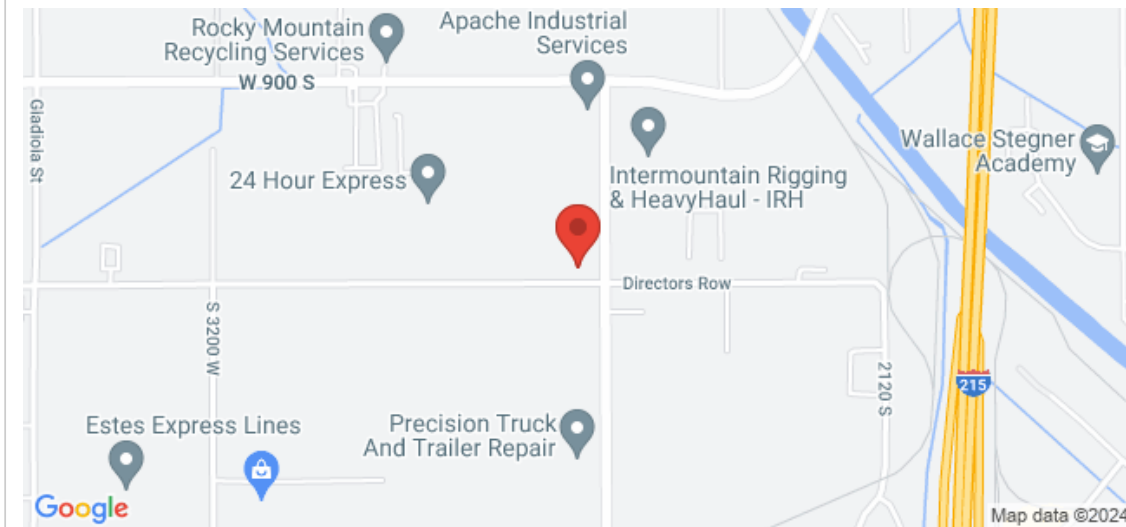 Rocky Mountain
Recycling Services
Apache Industrial
Services
W 900 S
Gladiola St
Wallace Stegner
Academy
24 Hour Express
Intermountain Rigging
& HeavyHaul - IRH
Directors Row
S 3200 W
2120 S
215
Estes Express Lines
Precision Truck
And Trailer Repair
Google
Map data ©2024